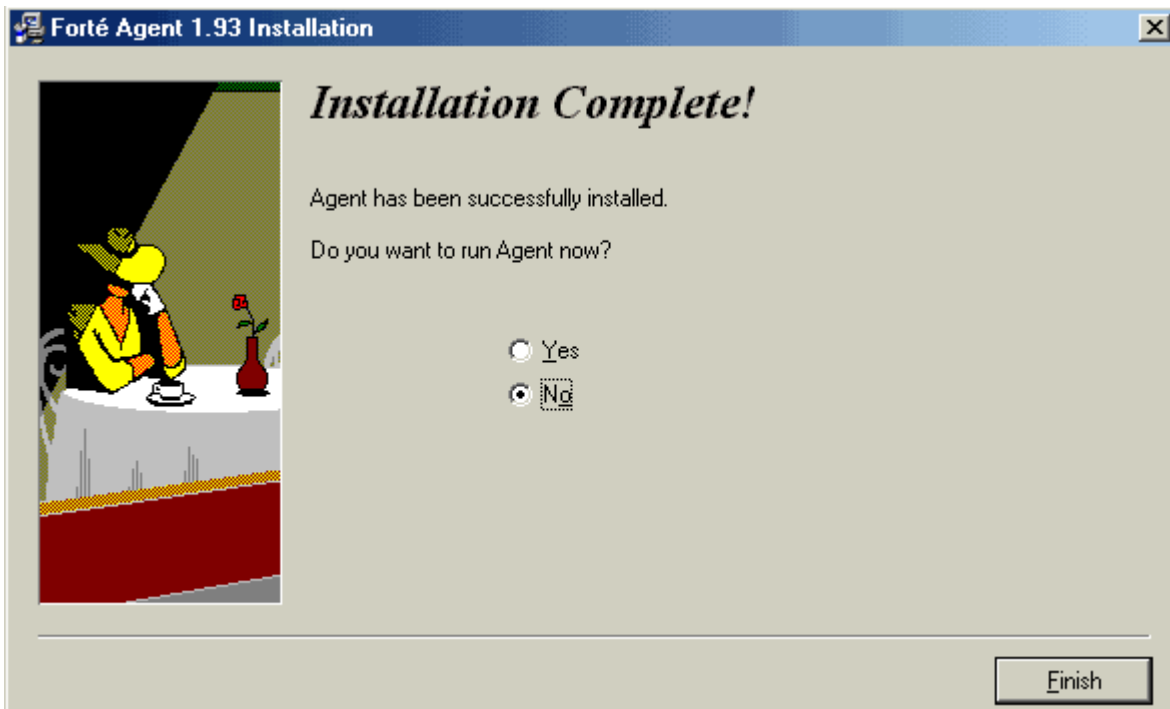 Forté Agent 1.93 Installation
Installation Complete!
Agent has been successfully installed.
Do you want to run Agent now?
Yes
No
Finish